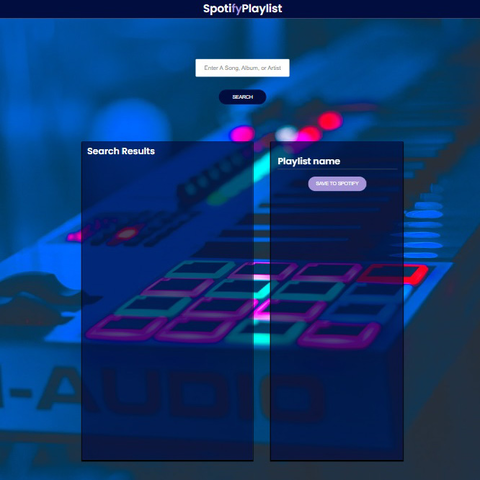 SpotifyPlaylist
Enter A Song, Album, or Artist
SEARCH
Search Results
Playlist name
SAVE TO SPOTIFY
M-AUDIO